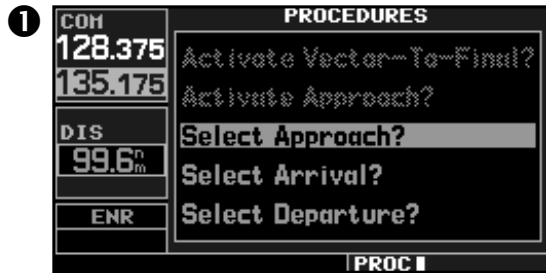 ❶
COM
128.375
135.175
DIS
99.6nm
ENR
PROCEDURES
Activate Vector-To-Final?
Activate Approach?
Select Approach?
Select Arrival?
Select Departure?
PROC